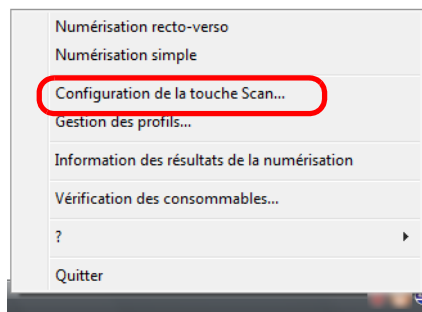 Numérisation recto-verso
Numérisation simple
Configuration de la touche Scan...
Gestion des profils...
Information des résultats de la numérisation
Vérification des consommables...
?
Quitter